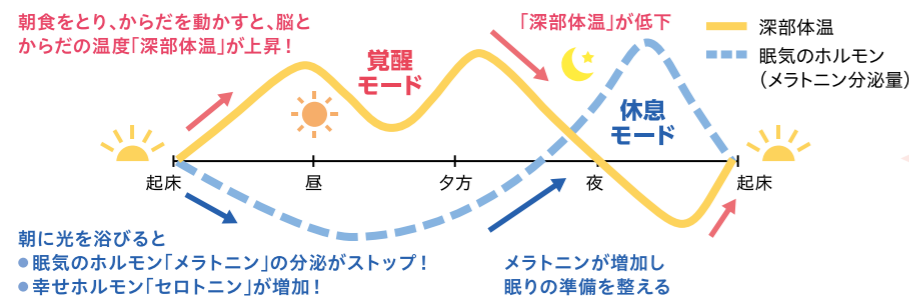 朝食をとり、からだを動かすと、脳と
からだの温度「深部体温」が上昇！
「深部体温」が低下
深部体温
眠気のホルモン
（メラトニン分泌量）
覚醒
モード
休息
モード
起床
昼
夕方
夜
起床
朝に光を浴びると
●眠気のホルモン「メラトニン」の分泌がストップ！
●幸せホルモン「セロトニン」が増加！
メラトニンが増加し
眠りの準備を整える